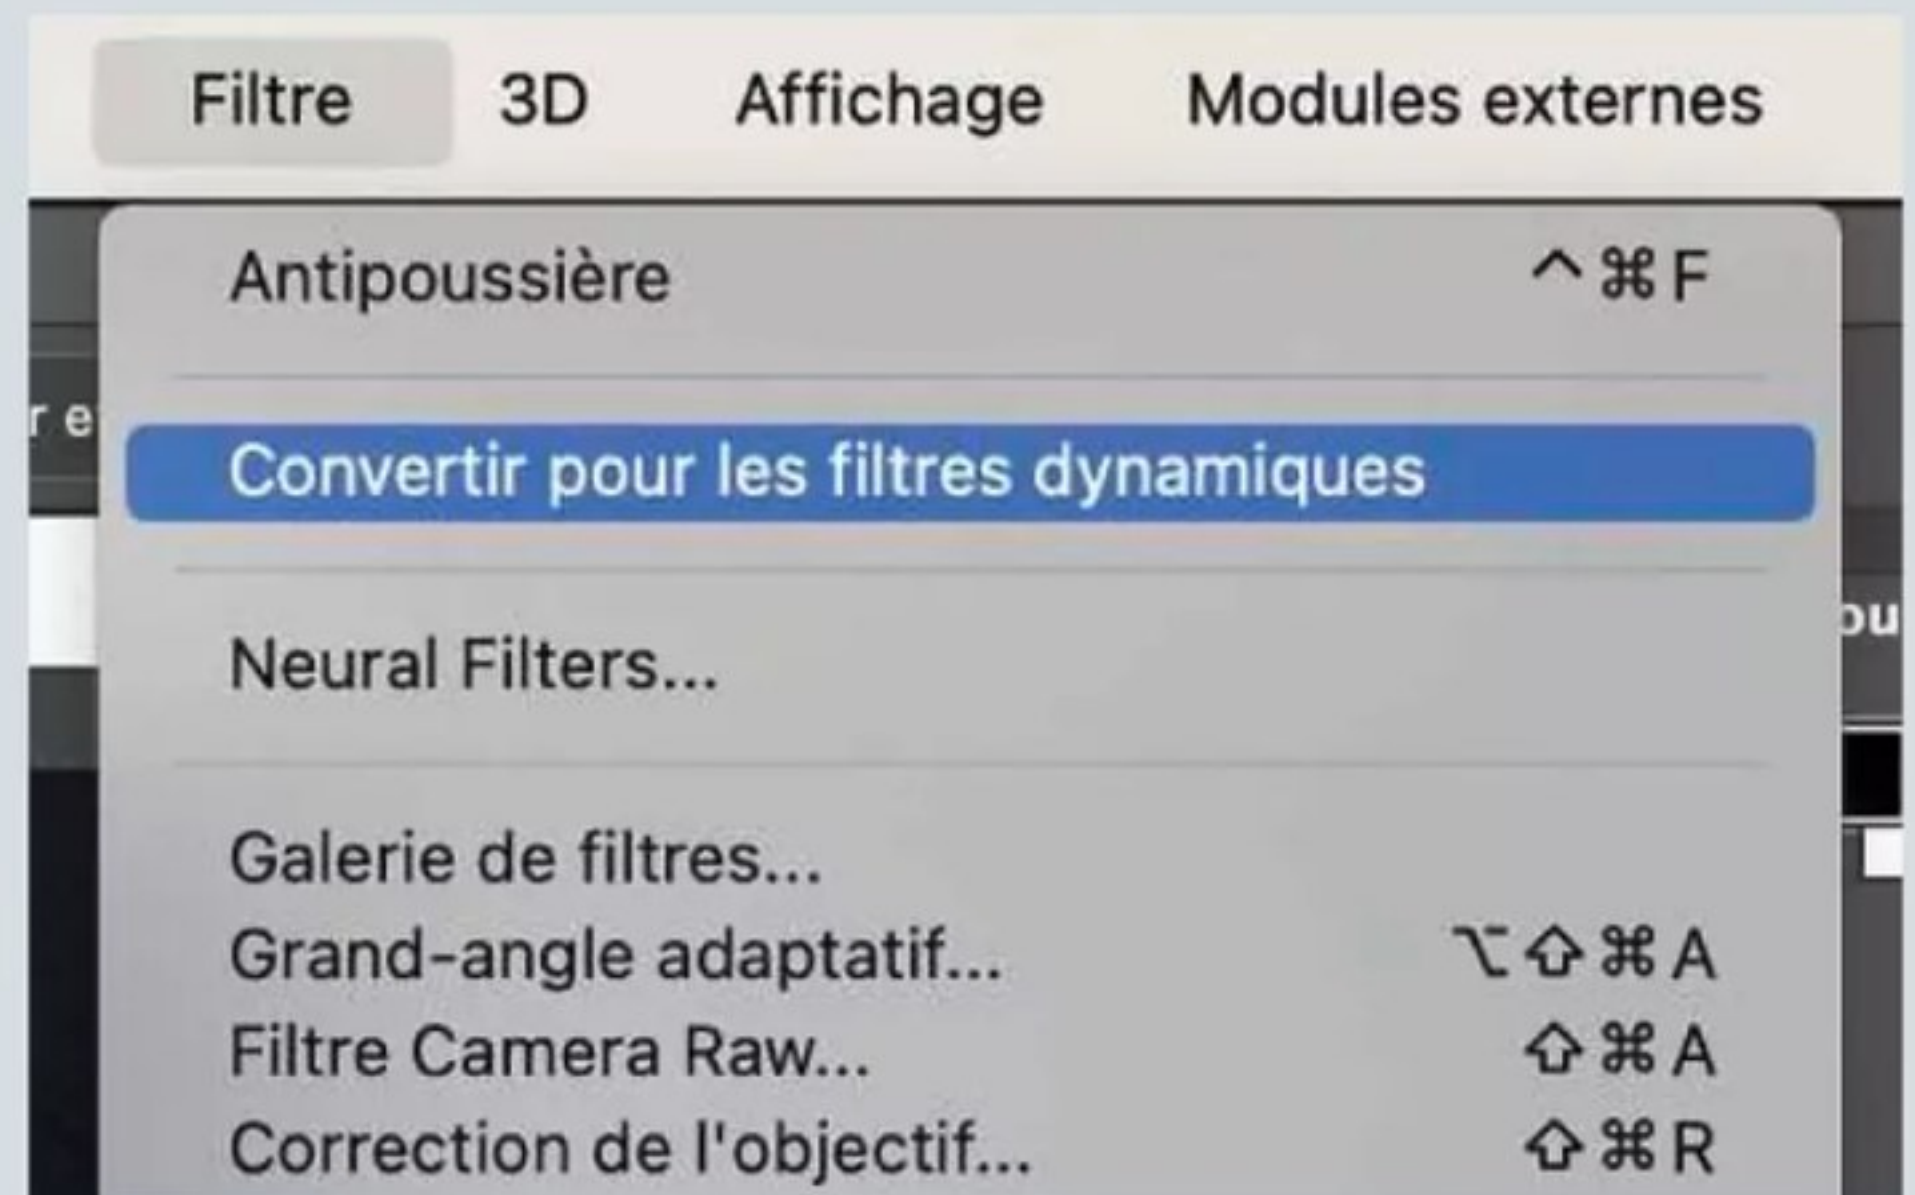 Filtre 3D Affichage Modules externes
Antipoussière ^⌘F
Convertir pour les filtres dynamiques
Neural Filters...
Galerie de filtres...
Grand-angle adaptatif... ⌥⇧⌘A
Filtre Camera Raw... ⇧⌘A
Correction de l'objectif... ⇧⌘R